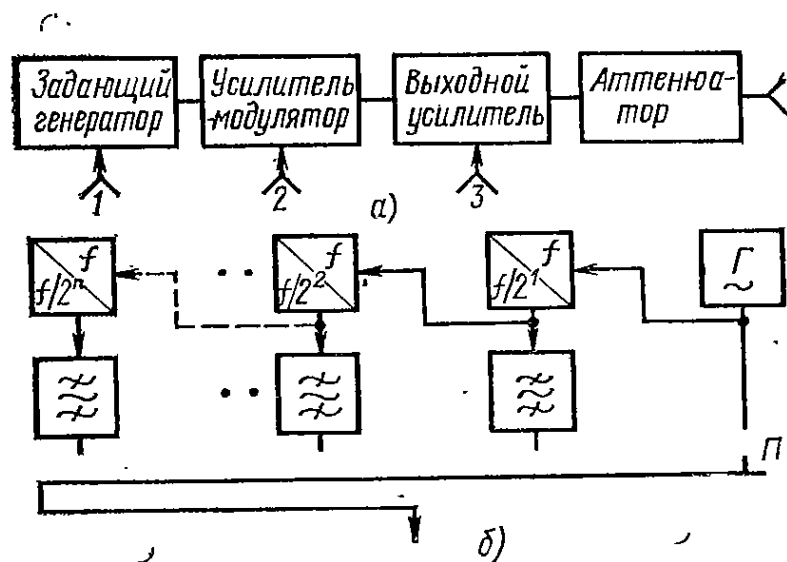 Задающий генератор
Усилитель-модулятор
Выходной усилитель
Аттенюа-тор
1
2
3
а)
f
f/2ⁿ
f
f/2²
f
f/2¹
Г
П
б)